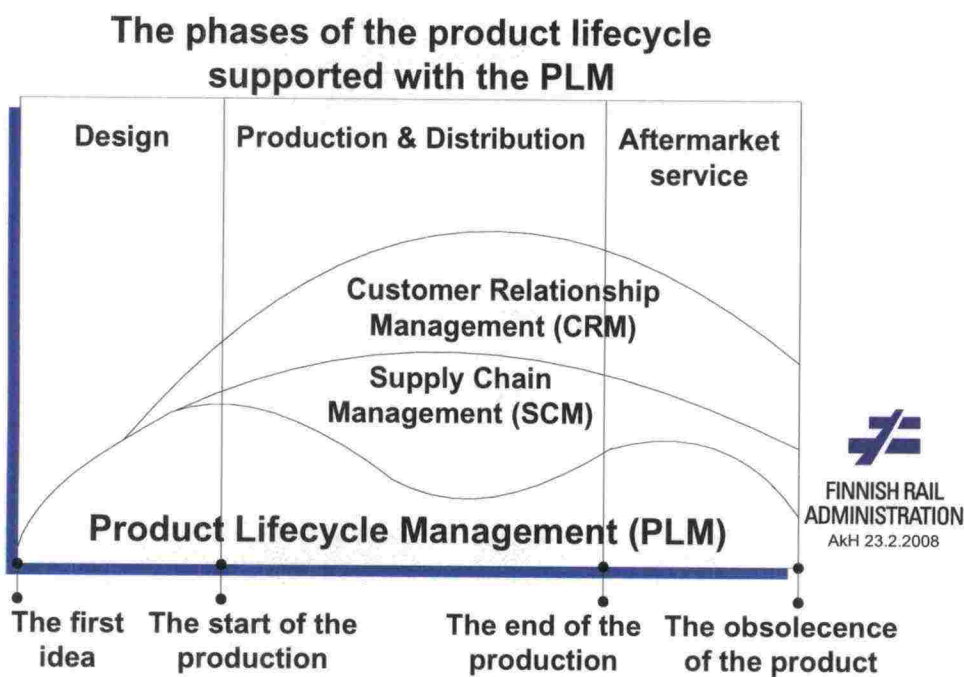 The phases of the product lifecycle
supported with the PLM
Design
Production & Distribution
Aftermarket
service
Customer Relationship
Management (CRM)
Supply Chain
Management (SCM)
Product Lifecycle Management (PLM)
FINNISH RAIL
ADMINISTRATION
AkH 23.2.2008
The first
idea
The start of the
production
The end of the
production
The obsolecence
of the product